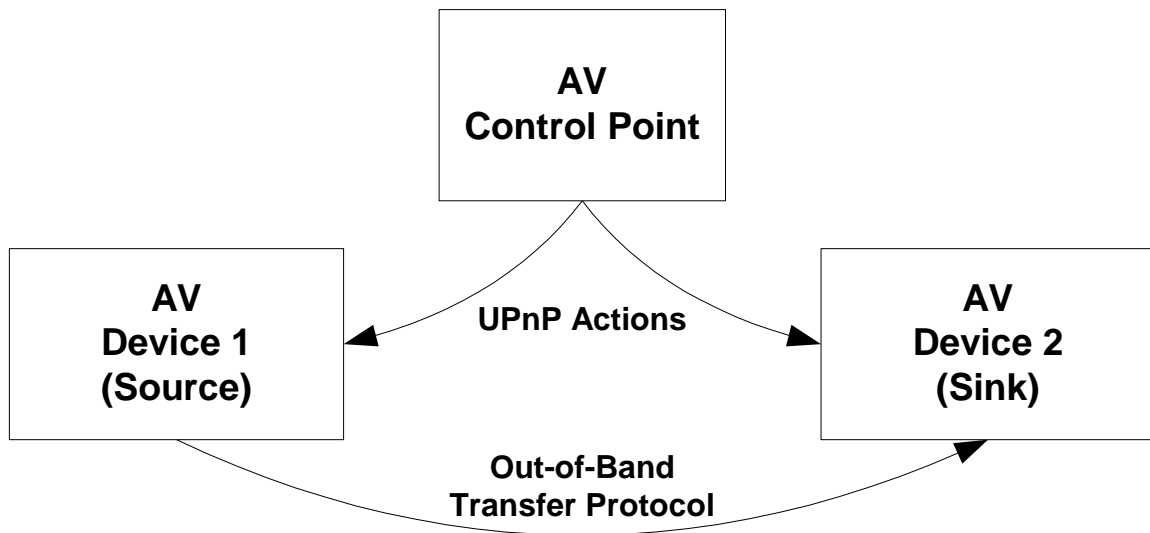 AV
Control Point
AV
Device 1
(Source)
UPnP Actions
AV
Device 2
(Sink)
Out-of-Band
Transfer Protocol